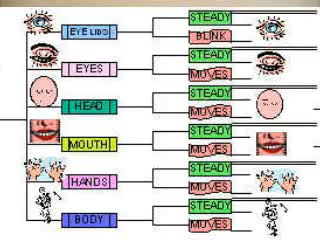 STEADY
EYE LIDS
BLINK
STEADY
EYES
MOVES
STEADY
HEAD
MOVES
STEADY
MOUTH
MOVES
STEADY
HANDS
MOVES
STEADY
BODY
MOVES